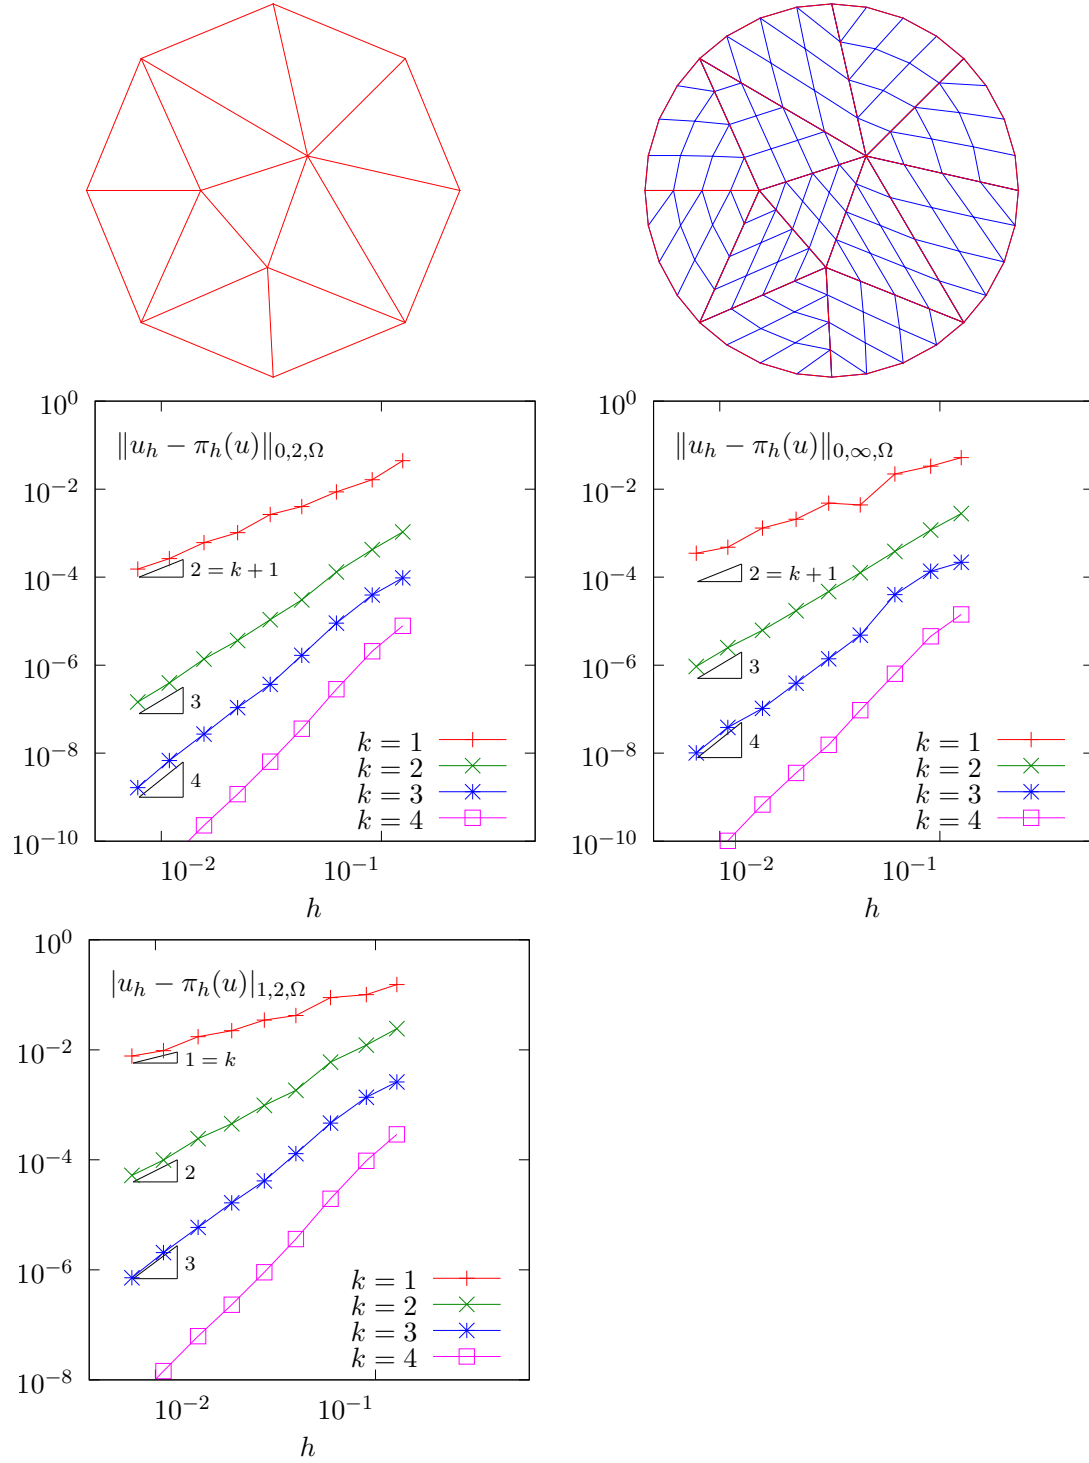 10^0
‖u_h − π_h(u)‖_{0,2,Ω}
10^{-2}
2 = k + 1
10^{-4}
10^{-6}
3
10^{-8}
4
k = 1
k = 2
k = 3
k = 4
10^{-10}
10^{-2}
10^{-1}
h
10^0
‖u_h − π_h(u)‖_{0,∞,Ω}
10^{-2}
2 = k + 1
10^{-4}
10^{-6}
3
10^{-8}
4
k = 1
k = 2
k = 3
k = 4
10^{-10}
10^{-2}
10^{-1}
h
10^0
|u_h − π_h(u)|_{1,2,Ω}
10^{-2}
1 = k
10^{-4}
2
10^{-6}
3
k = 1
k = 2
k = 3
k = 4
10^{-8}
10^{-2}
10^{-1}
h